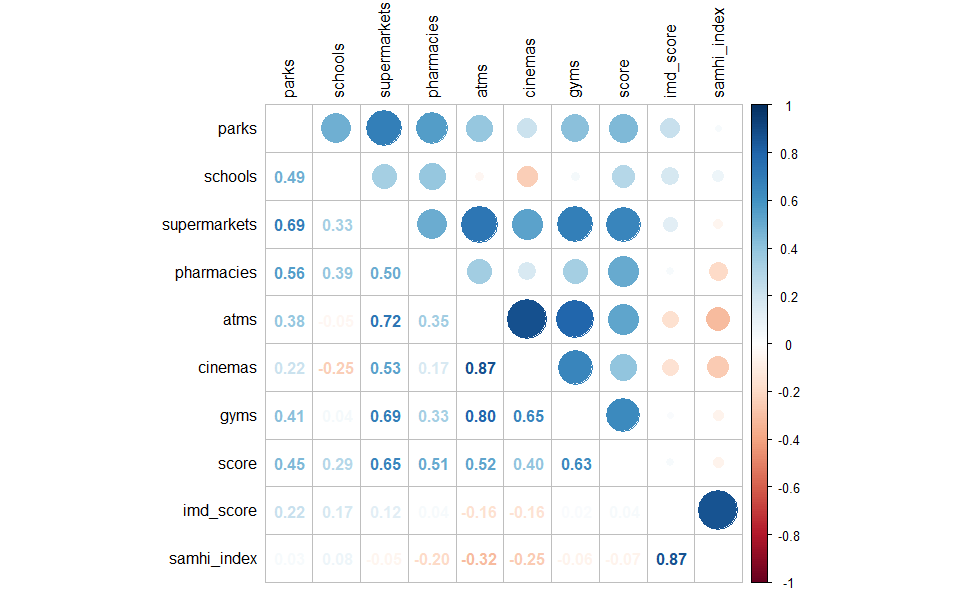 parks schools supermarkets pharmacies atms cinemas gyms score imd_score samhi_index
parks 1
schools 0.49 0.8
supermarkets 0.69 0.33 0.6
pharmacies 0.56 0.39 0.50 0.4
atms 0.38 -0.05 0.72 0.35 0.2
cinemas 0.22 -0.25 0.53 0.17 0.87 0
gyms 0.41 0.04 0.69 0.33 0.80 0.65 -0.2
score 0.45 0.29 0.65 0.51 0.52 0.40 0.63 -0.4
imd_score 0.22 0.17 0.12 0.04 -0.16 -0.16 0.02 0.04 -0.6
samhi_index 0.03 0.08 -0.05 -0.20 -0.32 -0.25 -0.06 -0.07 0.87 -0.8
-1